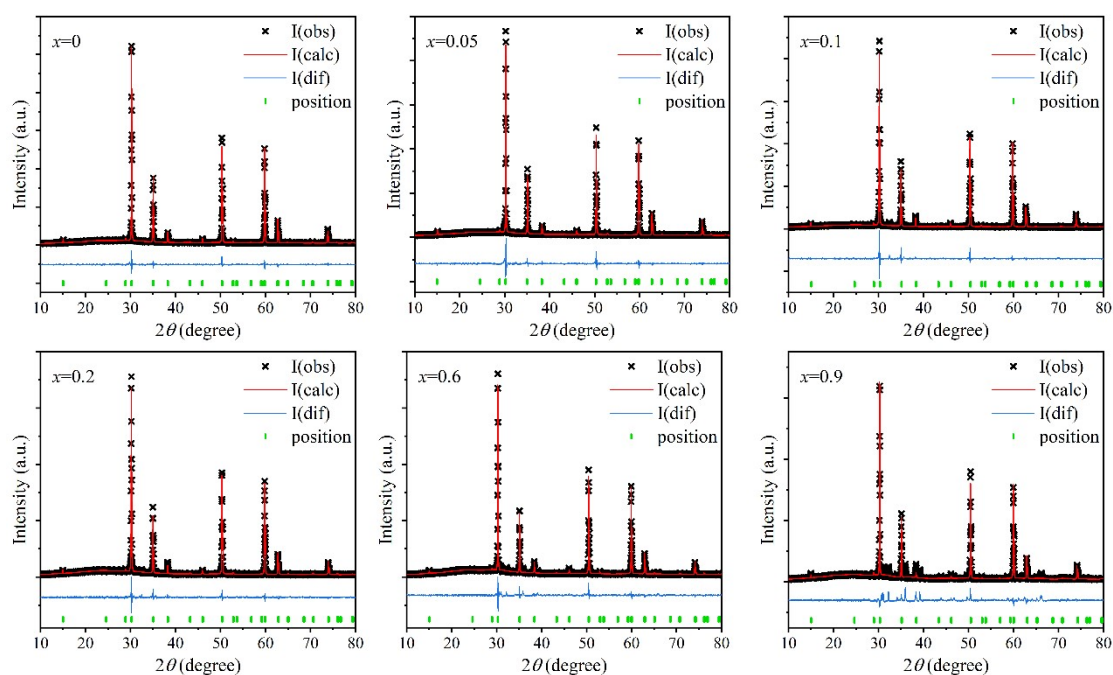 x=0
I(obs)
I(calc)
I(dif)
position
Intensity (a.u.)
10 20 30 40 50 60 70 80
2θ (degree)
x=0.05
I(obs)
I(calc)
I(dif)
position
Intensity (a.u.)
10 20 30 40 50 60 70 80
2θ (degree)
x=0.1
I(obs)
I(calc)
I(dif)
position
Intensity (a.u.)
10 20 30 40 50 60 70 80
2θ (degree)
x=0.2
I(obs)
I(calc)
I(dif)
position
Intensity (a.u.)
10 20 30 40 50 60 70 80
2θ (degree)
x=0.6
I(obs)
I(calc)
I(dif)
position
Intensity (a.u.)
10 20 30 40 50 60 70 80
2θ (degree)
x=0.9
I(obs)
I(calc)
I(dif)
position
Intensity (a.u.)
10 20 30 40 50 60 70 80
2θ (degree)